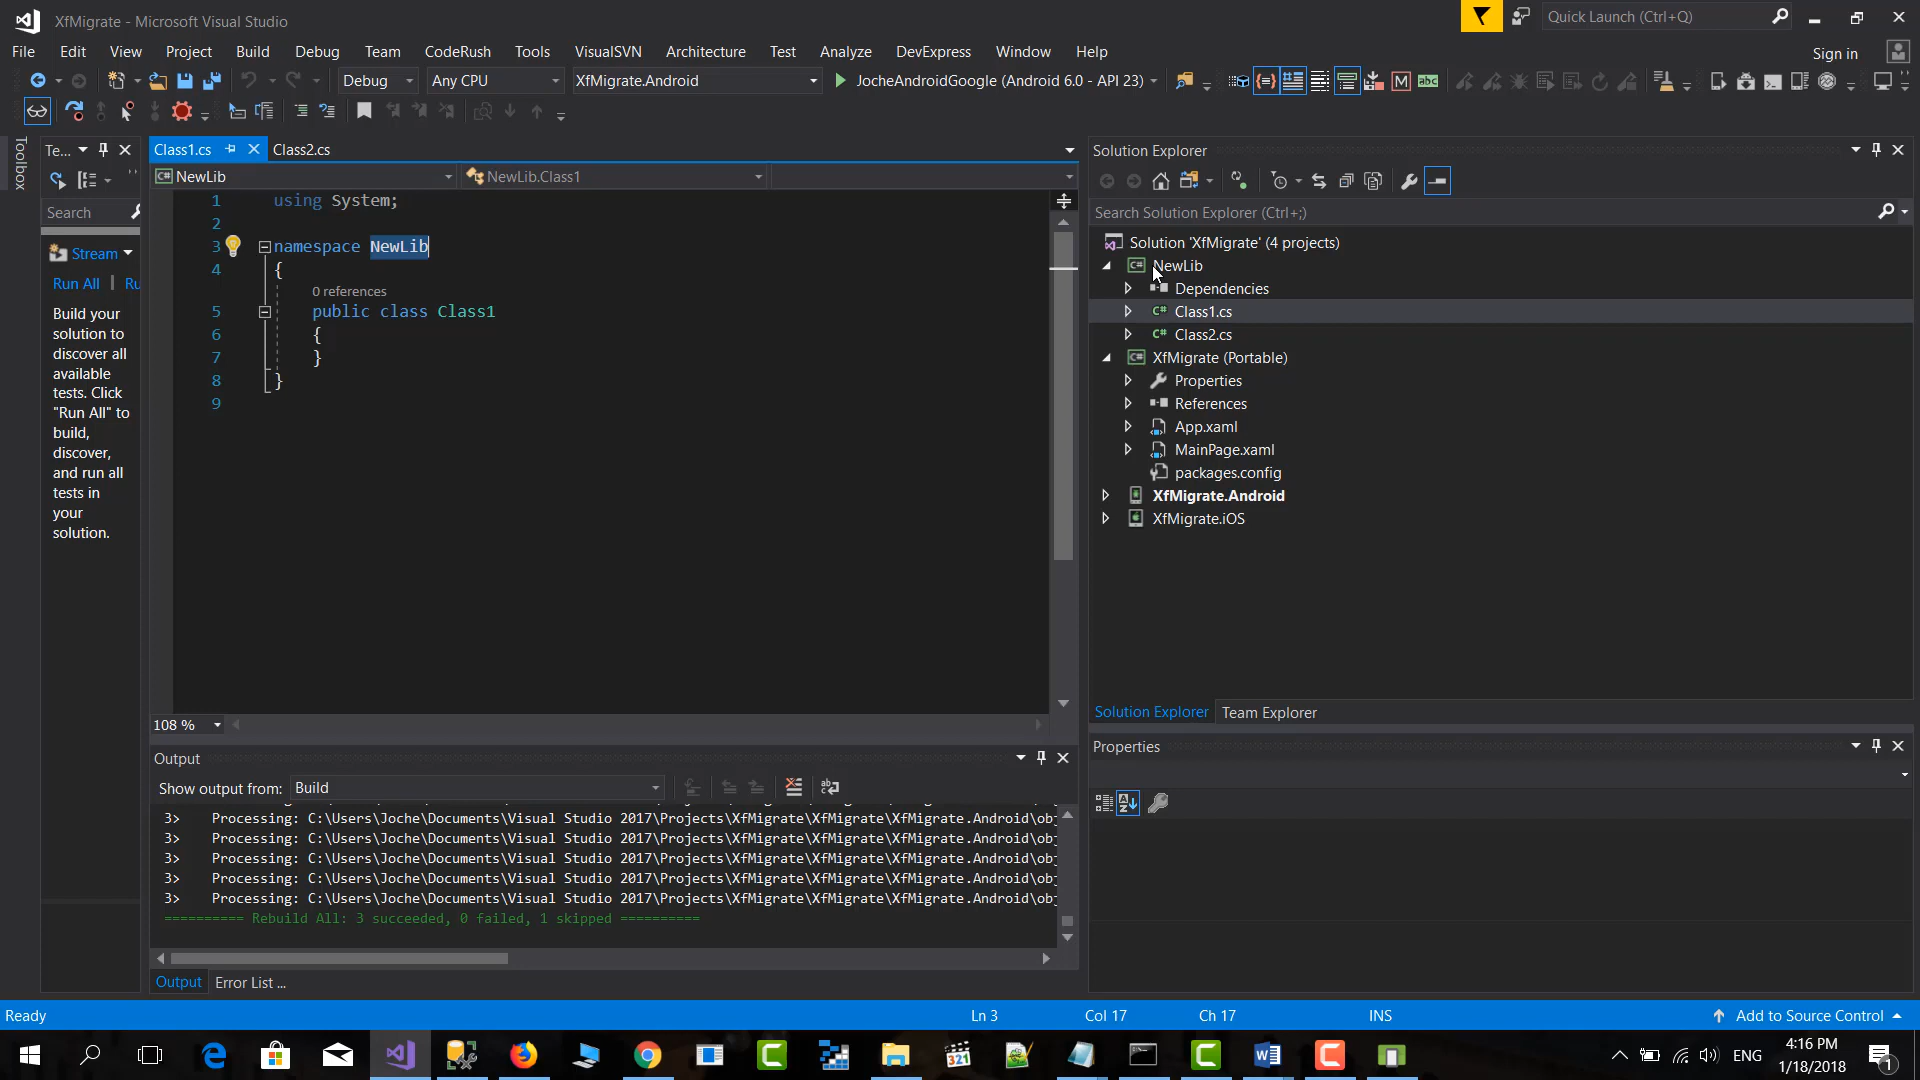 XfMigrate - Microsoft Visual Studio
Quick Launch (Ctrl+Q)
File Edit View Project Build Debug Team CodeRush Tools VisualSVN Architecture Test Analyze DevExpress Window Help
Sign in
Debug Any CPU XfMigrate.Android JocheAndroidGoogle (Android 6.0 - API 23)
Toolbox
Te...
Search
Stream
Run All Ru
Build your
solution to
discover all
available
tests. Click
"Run All" to
build,
discover,
and run all
tests in
your
solution.
Class1.cs Class2.cs
NewLib NewLib.Class1
1 using System;
2
3 namespace NewLib
4 {
0 references
5 public class Class1
6 {
7 }
8 }
9
108 %
Output
Show output from: Build
3> Processing: C:\Users\Joche\Documents\Visual Studio 2017\Projects\XfMigrate\XfMigrate\XfMigrate.Android\obj
3> Processing: C:\Users\Joche\Documents\Visual Studio 2017\Projects\XfMigrate\XfMigrate\XfMigrate.Android\obj
3> Processing: C:\Users\Joche\Documents\Visual Studio 2017\Projects\XfMigrate\XfMigrate\XfMigrate.Android\obj
3> Processing: C:\Users\Joche\Documents\Visual Studio 2017\Projects\XfMigrate\XfMigrate\XfMigrate.Android\obj
3> Processing: C:\Users\Joche\Documents\Visual Studio 2017\Projects\XfMigrate\XfMigrate\XfMigrate.Android\obj
========== Rebuild All: 3 succeeded, 0 failed, 1 skipped ==========
Output Error List ...
Solution Explorer
Search Solution Explorer (Ctrl+;)
Solution 'XfMigrate' (4 projects)
NewLib
Dependencies
Class1.cs
Class2.cs
XfMigrate (Portable)
Properties
References
App.xaml
MainPage.xaml
packages.config
XfMigrate.Android
XfMigrate.iOS
Solution Explorer Team Explorer
Properties
Ready Ln 3 Col 17 Ch 17 INS Add to Source Control
ENG
4:16 PM
1/18/2018
1